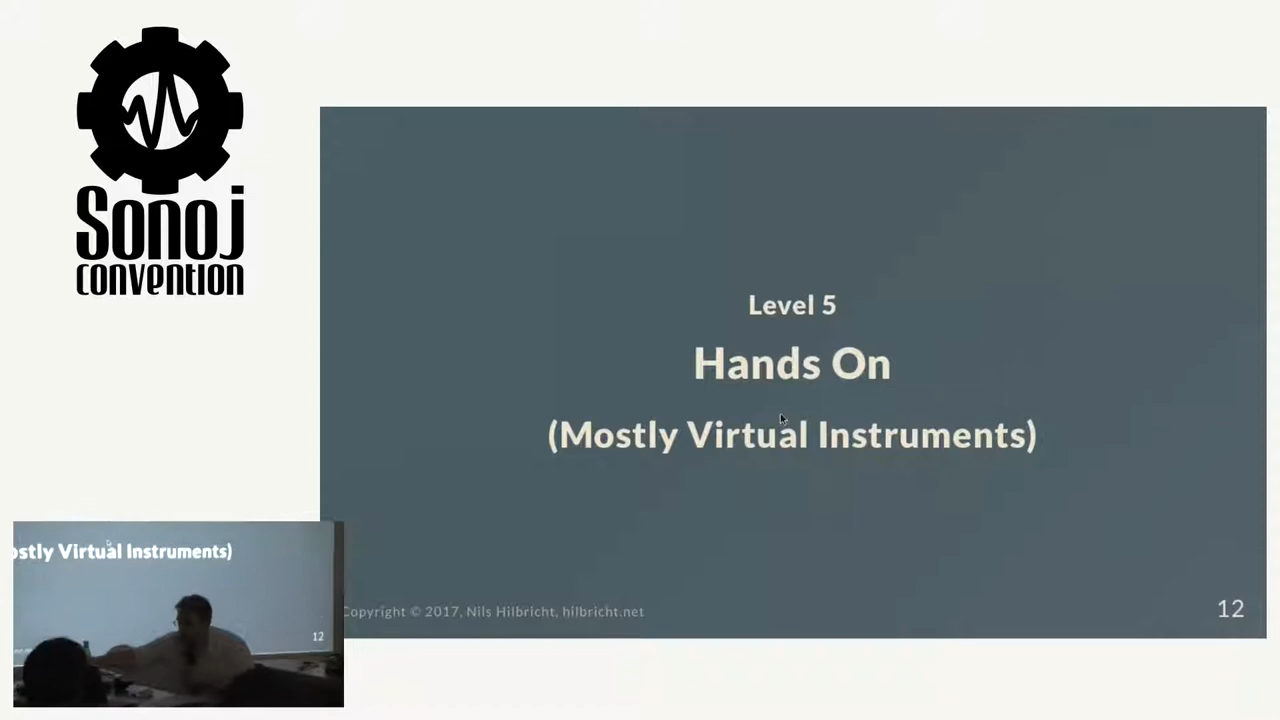 Sonoj
convention
Level 5
Hands On
(Mostly Virtual Instruments)
Copyright © 2017, Nils Hilbricht, hilbricht.net
12
ostly Virtual Instruments)
12